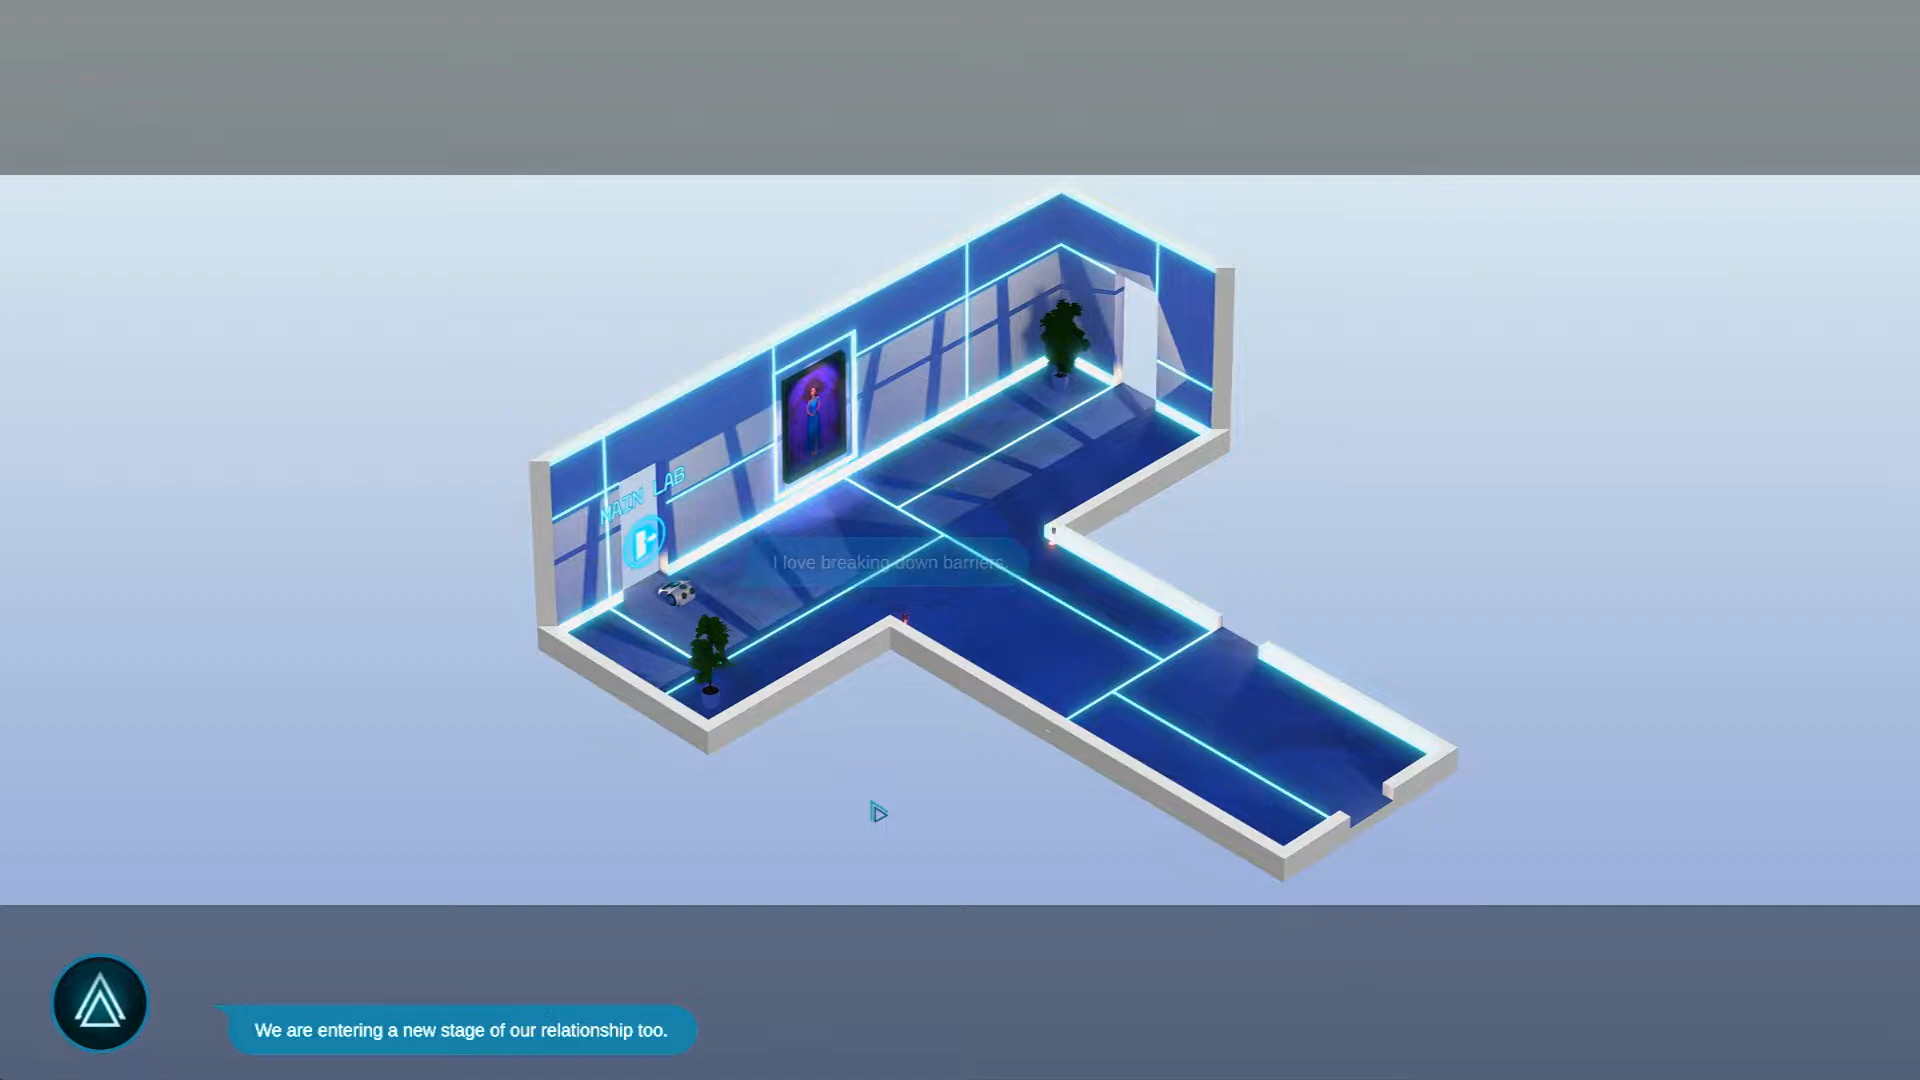 MAIN LAB
I love breaking down barriers.
We are entering a new stage of our relationship too.